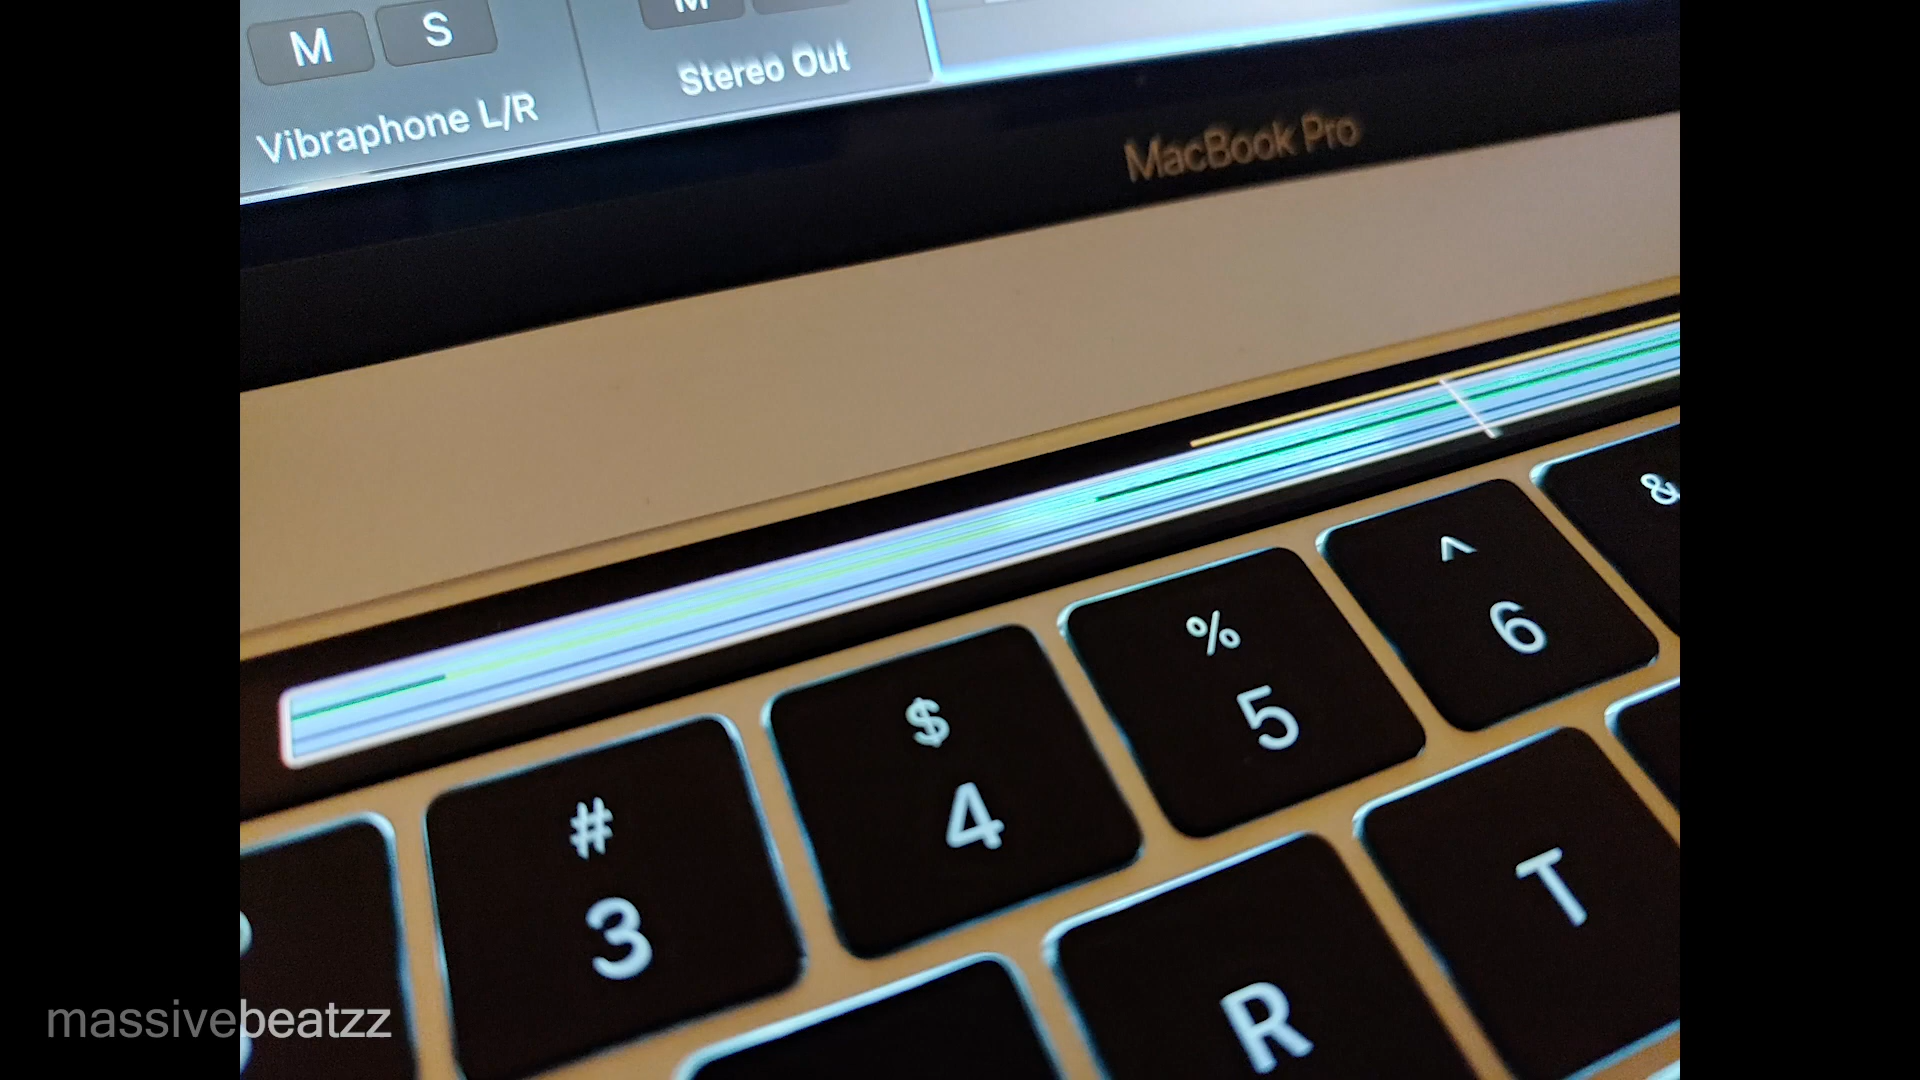 M S M
Vibraphone L/R
Stereo Out
MacBook Pro
&
^
6
%
5
$
4
#
3
T
R
massivebeatzz